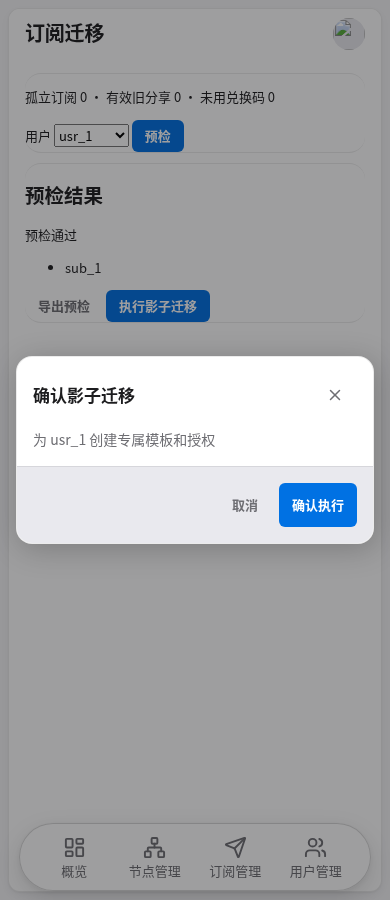 订阅迁移
孤立订阅 0 · 有效旧分享 0 · 未用兑换码 0
用户 usr_1 预检
预检结果
预检通过
• sub_1
导出预检 执行影子迁移
确认影子迁移
为 usr_1 创建专属模板和授权
取消 确认执行
概览 节点管理 订阅管理 用户管理